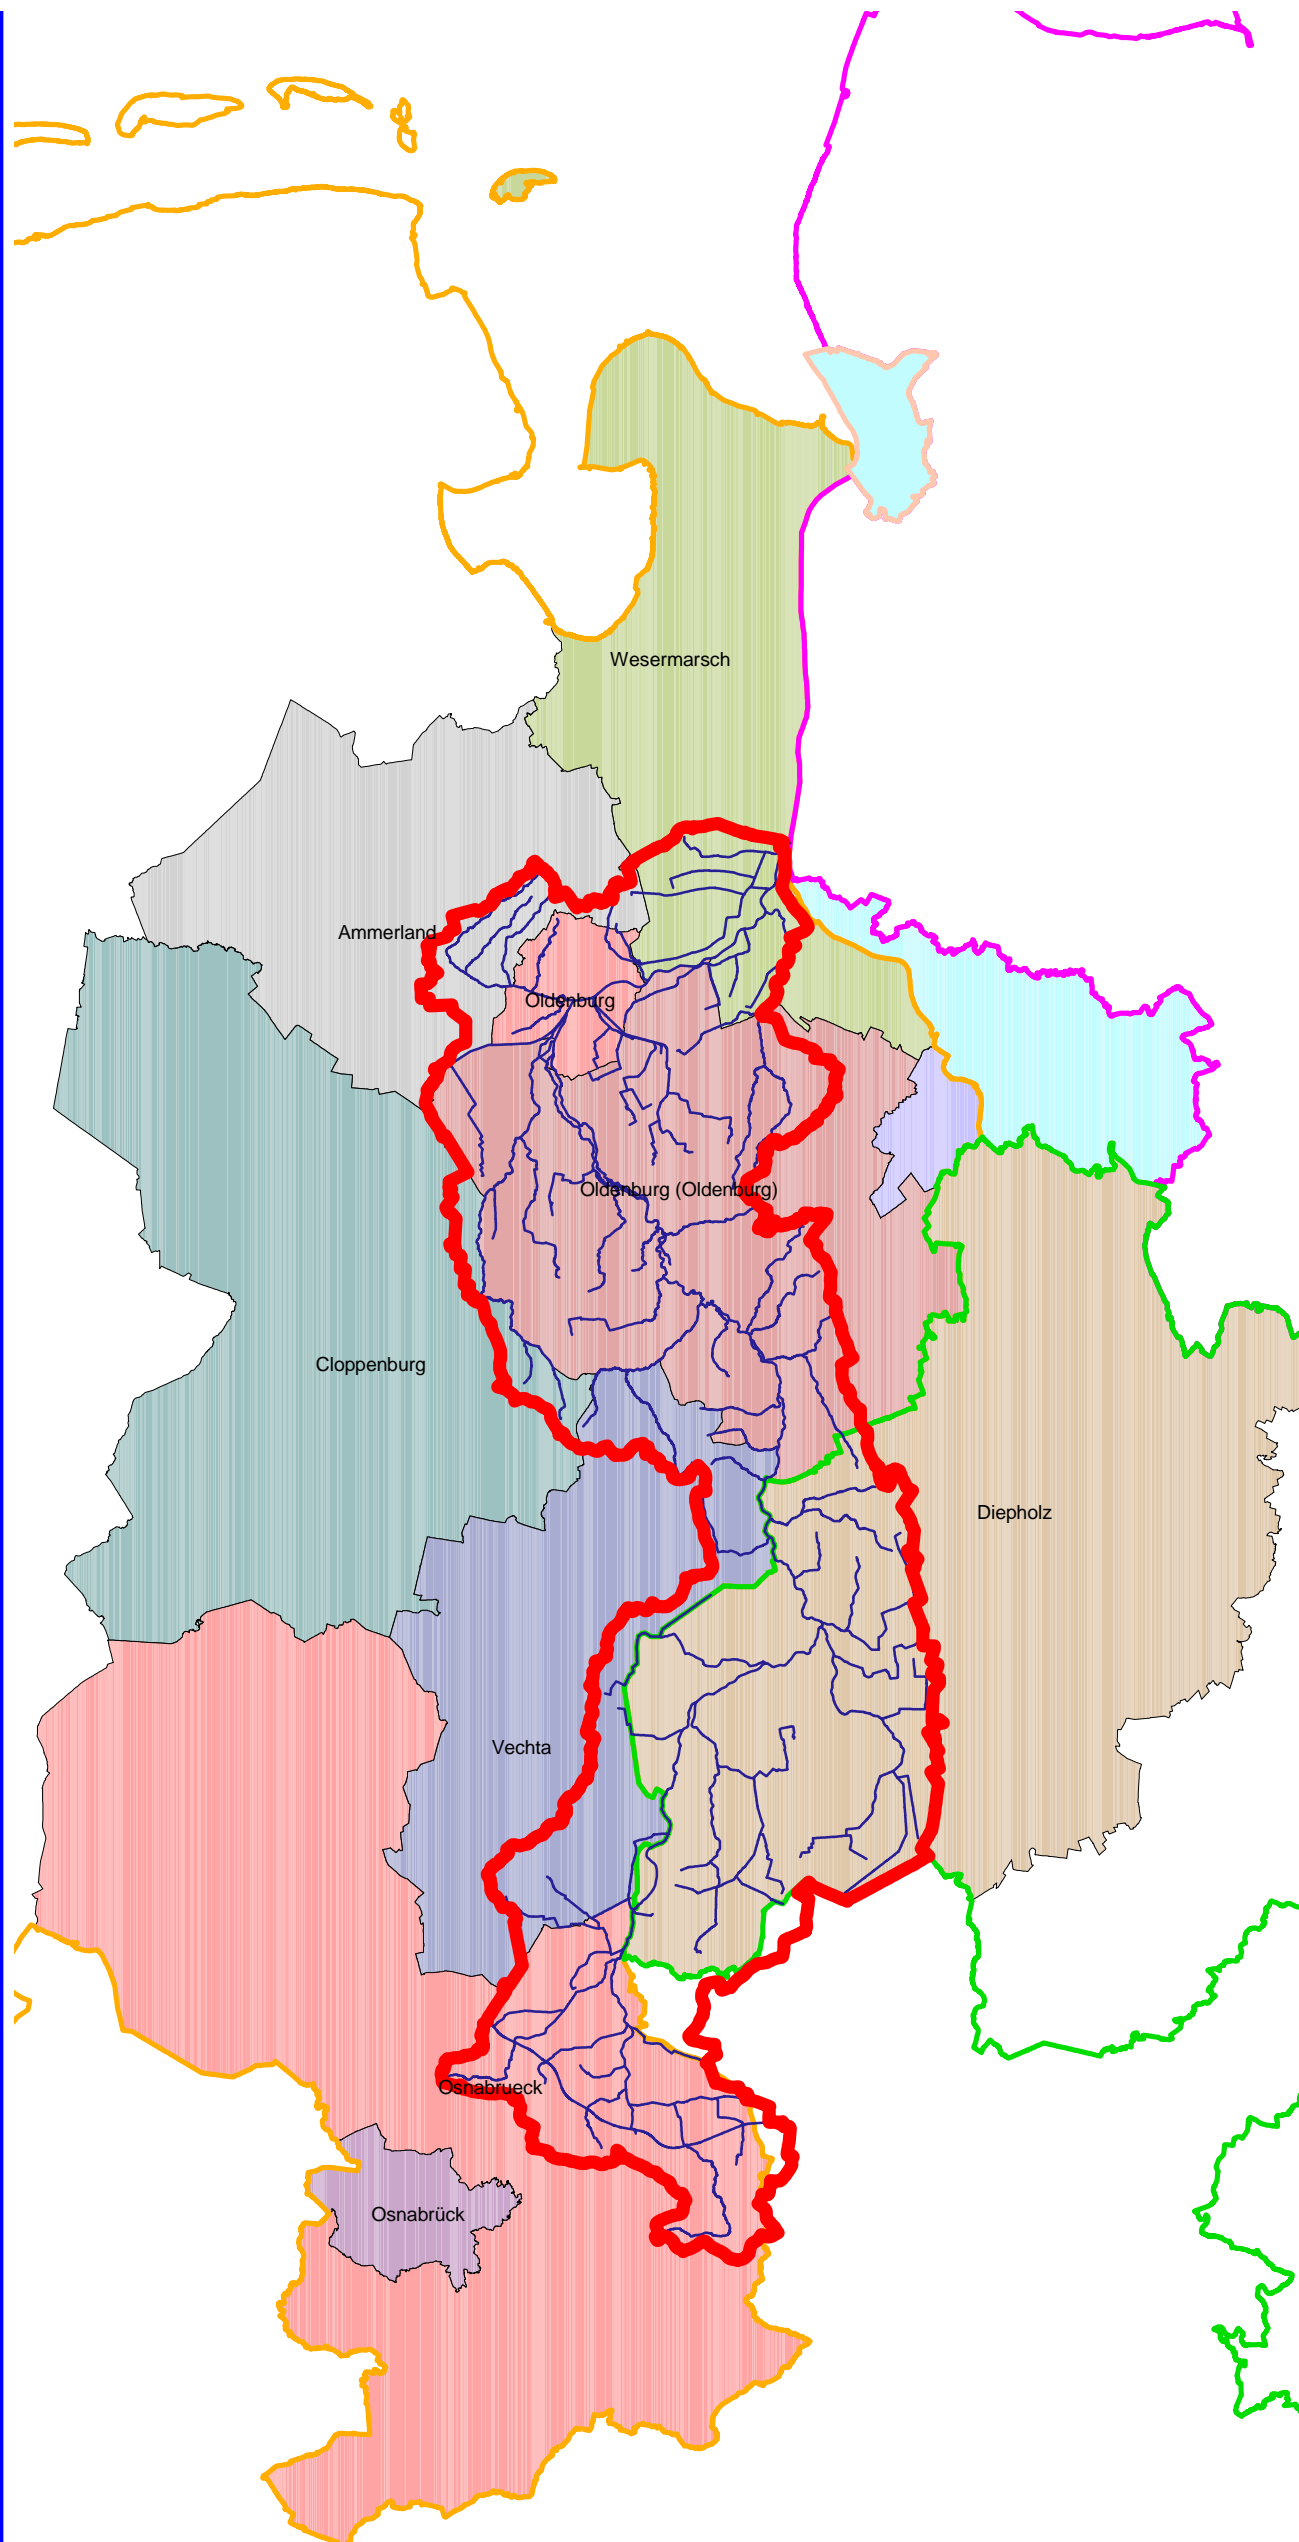 Wesermarsch
Ammerland
Oldenburg
Oldenburg (Oldenburg)
Cloppenburg
Diepholz
Vechta
Osnabrueck
Osnabrück